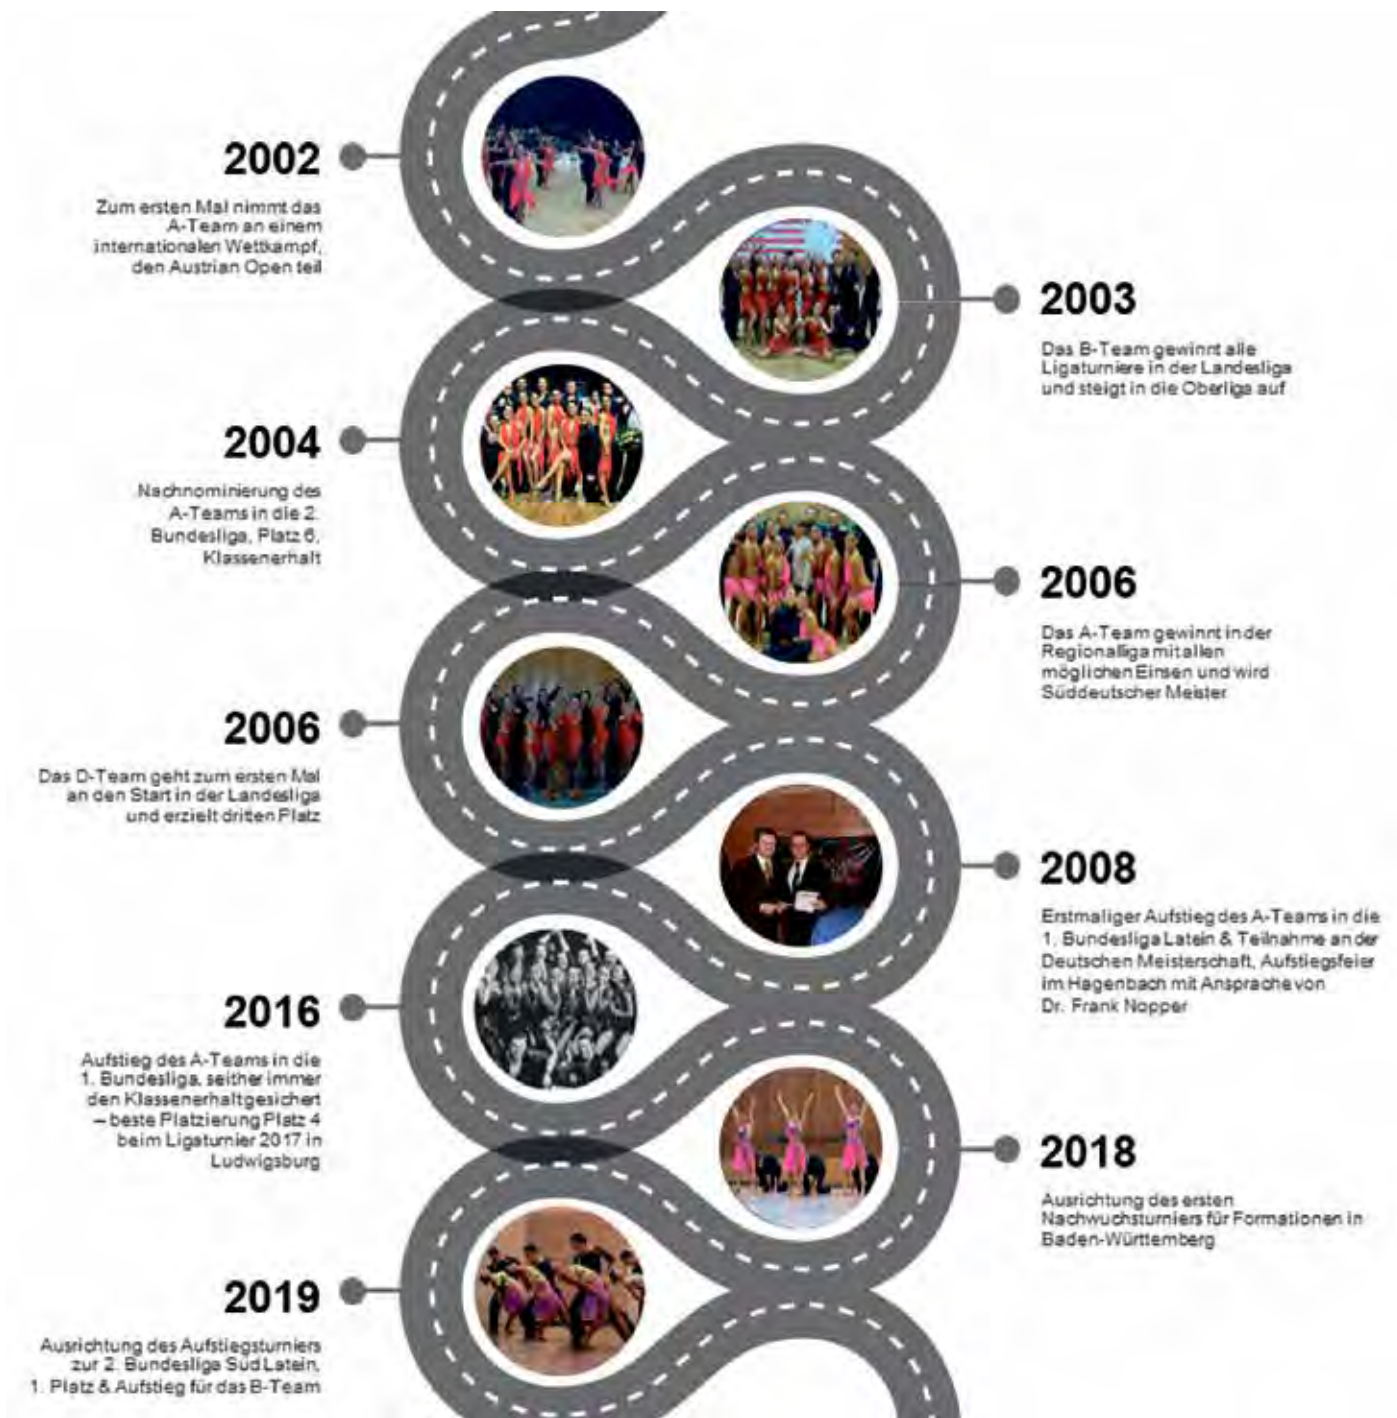 2002
Zum ersten Mal nimmt das
A-Team an einem
internationalen Wettkampf,
den Austrian Open teil
2003
Das B-Team gewinnt alle
Ligaturniere in der Landesliga
und steigt in die Oberliga auf
2004
Nachnominierung des
A-Teams in die 2.
Bundesliga, Platz 6,
Klassenerhalt
2006
Das A-Team gewinnt in der
Regionalliga mit allen
möglichen Einsen und wird
Süddeutscher Meister
2006
Das D-Team geht zum ersten Mal
an den Start in der Landesliga
und erzielt dritten Platz
2008
Erstmaliger Aufstieg des A-Teams in die
1. Bundesliga Latein & Teilnahme an der
Deutschen Meisterschaft, Aufstiegsfeier
im Hagenbach mit Ansprache von
Dr. Frank Nopper
2016
Aufstieg des A-Teams in die
1. Bundesliga, seither immer
den Klassenerhalt gesichert
– beste Platzierung Platz 4
beim Ligaturnier 2017 in
Ludwigsburg
2018
Ausrichtung des ersten
Nachwuchsturniers für Formationen in
Baden-Württemberg
2019
Ausrichtung des Aufstiegsturniers
zur 2. Bundesliga Süd Latein,
1. Platz & Aufstieg für das B-Team